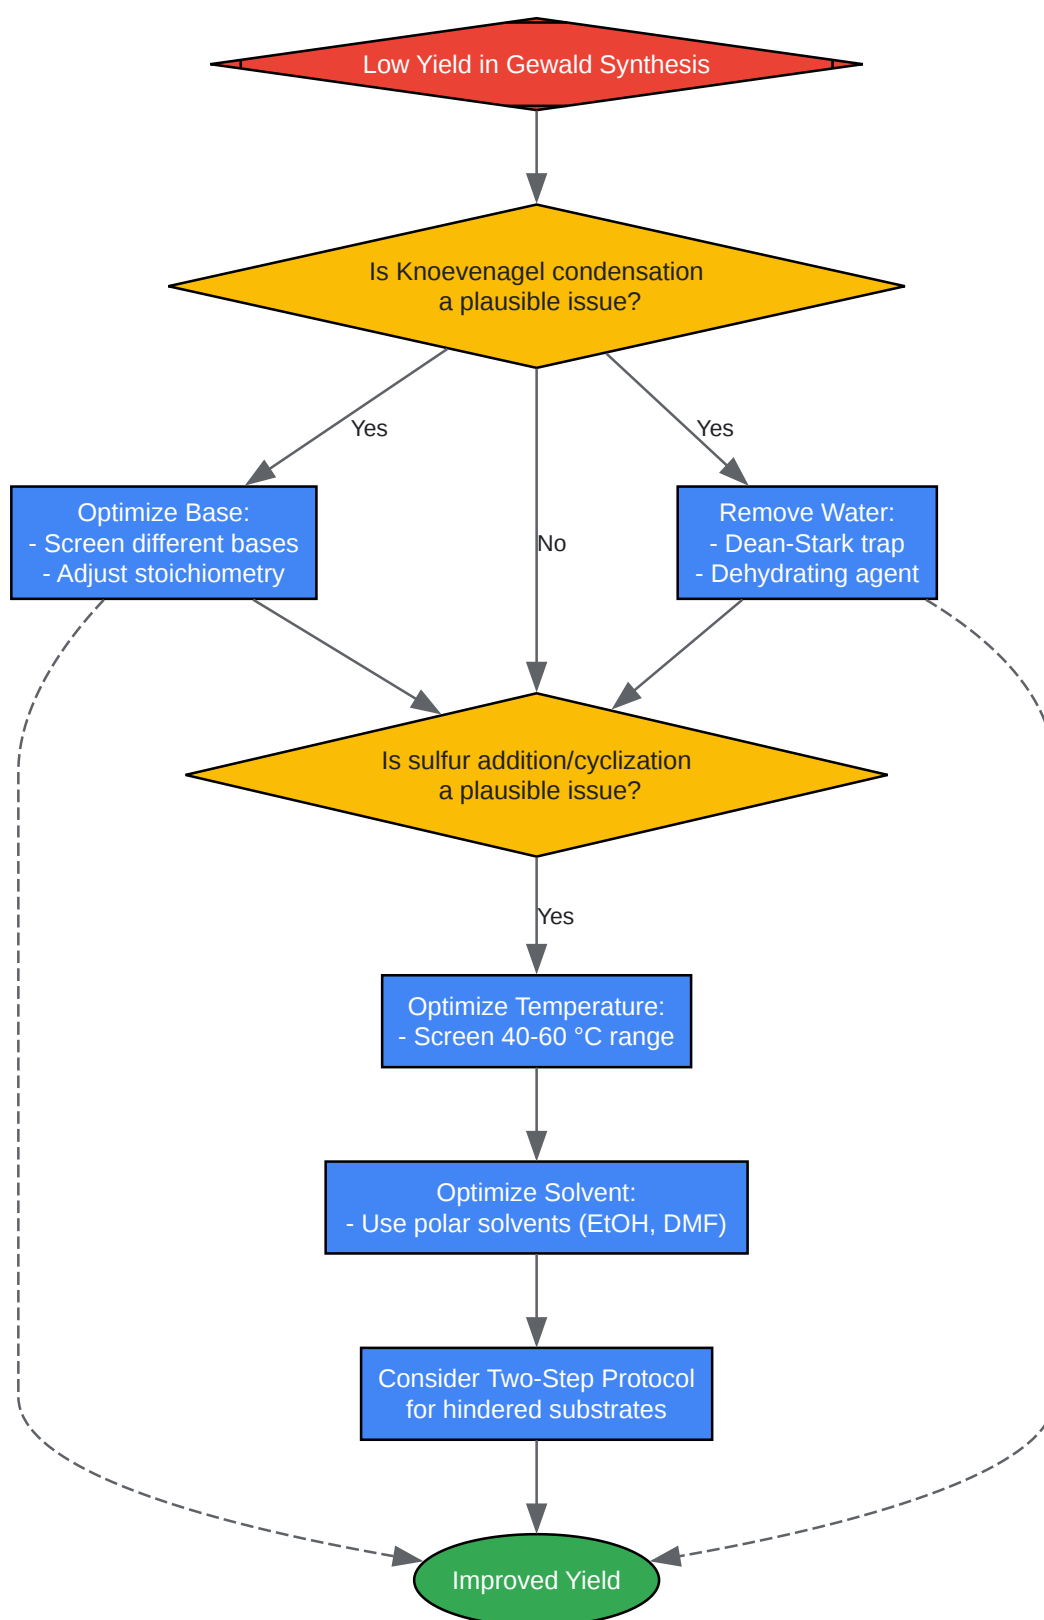 Low Yield in Gewald Synthesis
Is Knoevenagel condensation
a plausible issue?
Yes
Yes
Optimize Base:
- Screen different bases
- Adjust stoichiometry
No
Remove Water:
- Dean-Stark trap
- Dehydrating agent
Is sulfur addition/cyclization
a plausible issue?
Yes
Optimize Temperature:
- Screen 40-60 °C range
Optimize Solvent:
- Use polar solvents (EtOH, DMF)
Consider Two-Step Protocol
for hindered substrates
Improved Yield